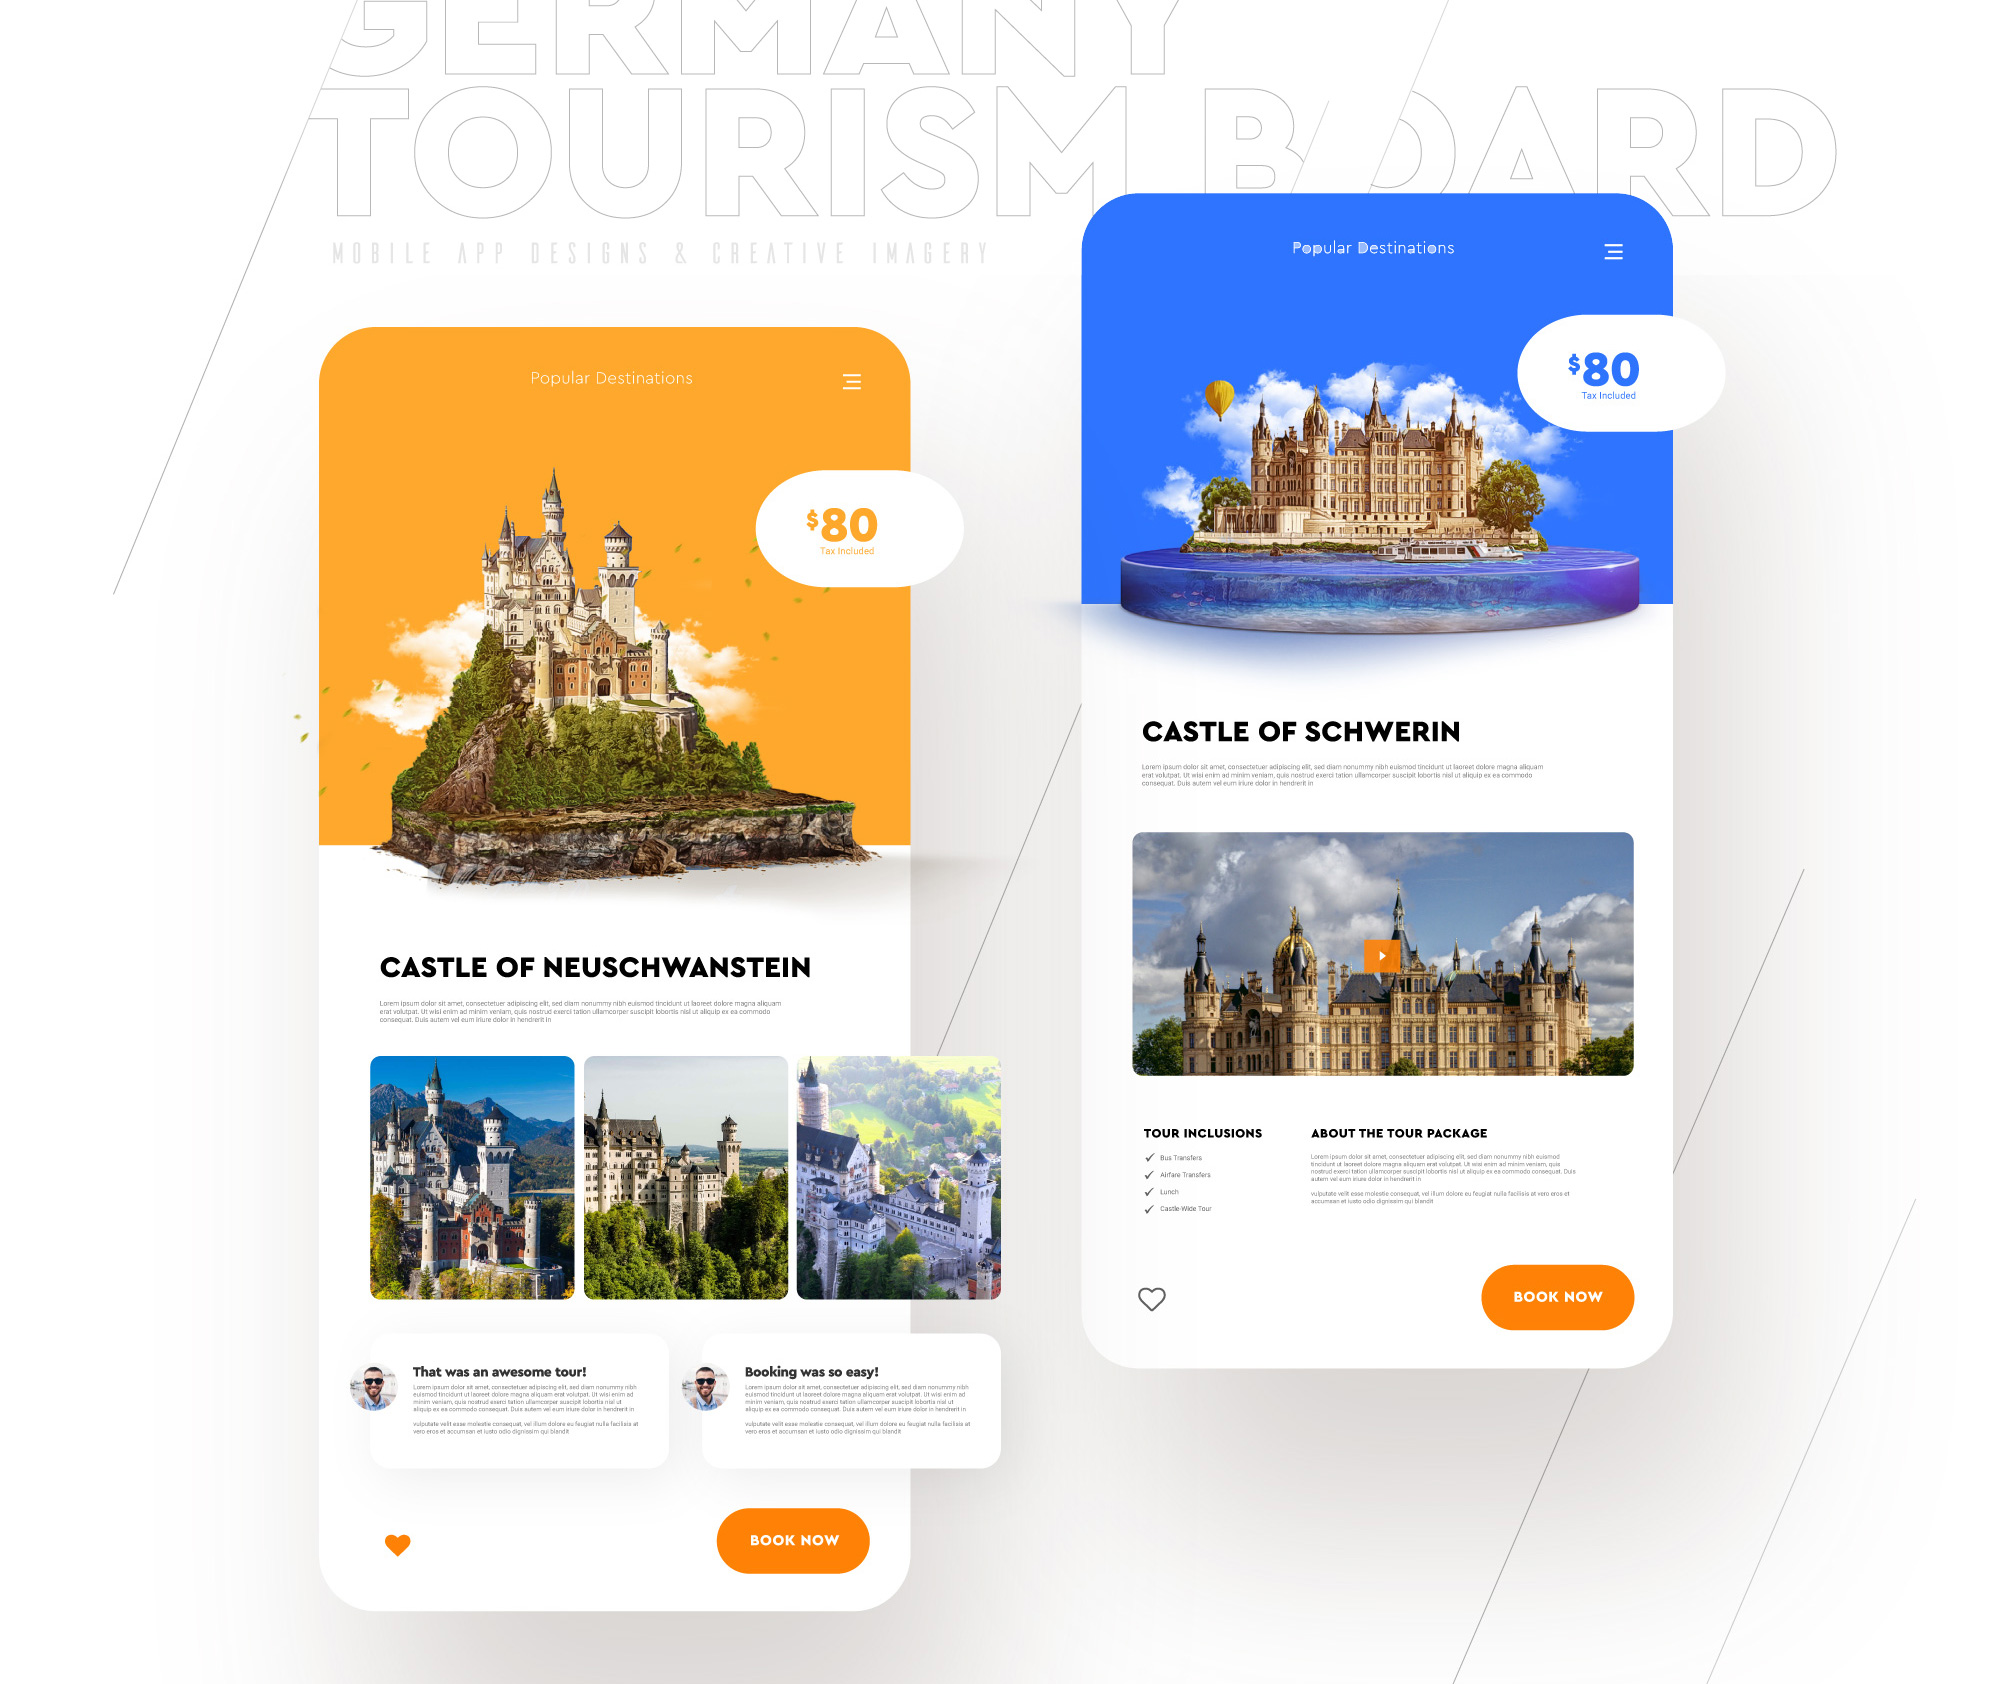 GERMANY
TOURISM BOARD
MOBILE APP DESIGNS & CREATIVE IMAGERY
Popular Destinations
$80
Tax Included
CASTLE OF NEUSCHWANSTEIN
Lorem ipsum dolor sit amet, consectetuer adipiscing elit, sed diam nonummy nibh euismod tincidunt ut laoreet dolore magna aliquam
erat volutpat. Ut wisi enim ad minim veniam, quis nostrud exerci tation ullamcorper suscipit lobortis nisl ut aliquip ex ea commodo
consequat. Duis autem vel eum iriure dolor in hendrerit in
That was an awesome tour!
Lorem ipsum dolor sit amet, consectetuer adipiscing elit, sed diam nonummy nibh
euismod tincidunt ut laoreet dolore magna aliquam erat volutpat. Ut wisi enim ad
minim veniam, quis nostrud exerci tation ullamcorper suscipit lobortis nisl ut
aliquip ex ea commodo consequat. Duis autem vel eum iriure dolor in hendrerit in
vulputate velit esse molestie consequat, vel illum dolore eu feugiat nulla facilisis at
vero eros et accumsan et iusto odio dignissim qui blandit
Booking was so easy!
Lorem ipsum dolor sit amet, consectetuer adipiscing elit, sed diam nonummy nibh
euismod tincidunt ut laoreet dolore magna aliquam erat volutpat. Ut wisi enim ad
minim veniam, quis nostrud exerci tation ullamcorper suscipit lobortis nisl ut
aliquip ex ea commodo consequat. Duis autem vel eum iriure dolor in hendrerit in
vulputate velit esse molestie consequat, vel illum dolore eu feugiat nulla facilisis at
vero eros et accumsan et iusto odio dignissim qui blandit
BOOK NOW
Popular Destinations
$80
Tax Included
CASTLE OF SCHWERIN
Lorem ipsum dolor sit amet, consectetuer adipiscing elit, sed diam nonummy nibh euismod tincidunt ut laoreet dolore magna aliquam
erat volutpat. Ut wisi enim ad minim veniam, quis nostrud exerci tation ullamcorper suscipit lobortis nisl ut aliquip ex ea commodo
consequat. Duis autem vel eum iriure dolor in hendrerit in
TOUR INCLUSIONS
Bus Transfers
Airfare Transfers
Lunch
Castle-Wide Tour
ABOUT THE TOUR PACKAGE
Lorem ipsum dolor sit amet, consectetuer adipiscing elit, sed diam nonummy nibh euismod
tincidunt ut laoreet dolore magna aliquam erat volutpat. Ut wisi enim ad minim veniam, quis
nostrud exerci tation ullamcorper suscipit lobortis nisl ut aliquip ex ea commodo consequat. Duis
autem vel eum iriure dolor in hendrerit in
vulputate velit esse molestie consequat, vel illum dolore eu feugiat nulla facilisis at vero eros et
accumsan et iusto odio dignissim qui blandit
BOOK NOW